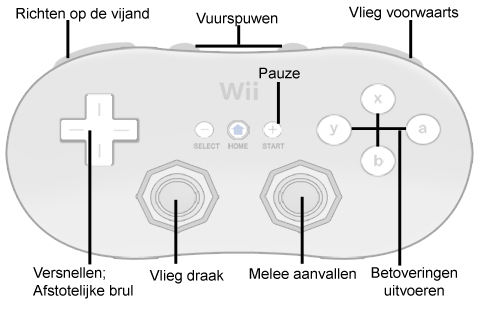 Richten op de vijand
Vuurspuwen
Vlieg voorwaarts
Pauze
Wii
x
y
a
b
SELECT
HOME
START
Versnellen;
Afstotelijke brul
Vlieg draak
Melee aanvallen
Betoveringen
uitvoeren